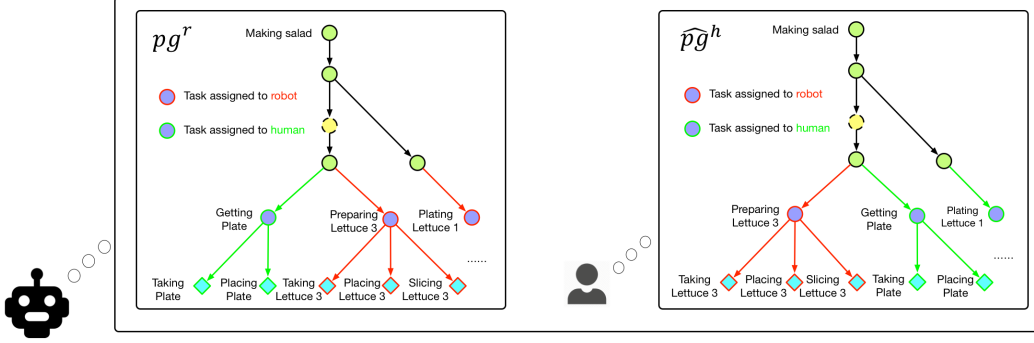 pg^r
Making salad
Task assigned to robot
Task assigned to human
Getting
Plate
Preparing
Lettuce 3
Plating
Lettuce 1
......
Taking
Plate
Placing
Plate
Taking
Lettuce 3
Placing
Lettuce 3
Slicing
Lettuce 3
\widehat{pg}^h
Making salad
Task assigned to robot
Task assigned to human
Preparing
Lettuce 3
Getting
Plate
Plating
Lettuce 1
......
Taking
Lettuce 3
Placing
Lettuce 3
Slicing
Lettuce 3
Taking
Plate
Placing
Plate